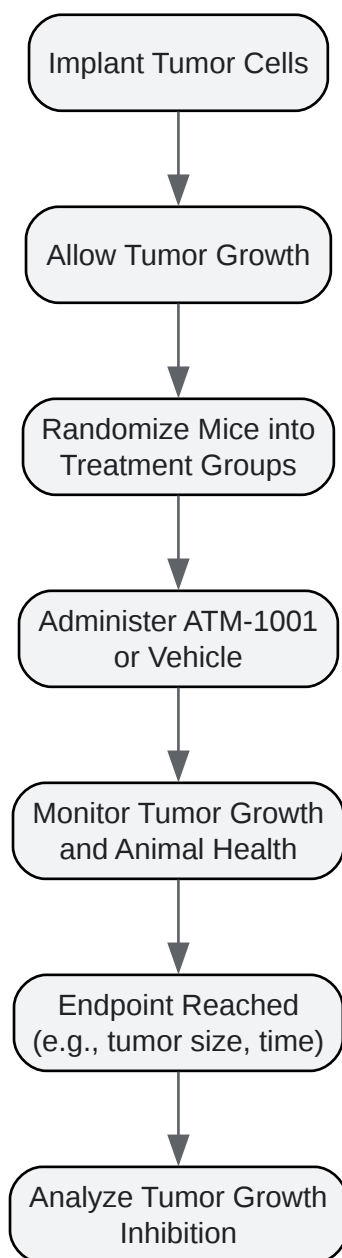 Implant Tumor Cells
Allow Tumor Growth
Randomize Mice into
Treatment Groups
Administer ATM-1001
or Vehicle
Monitor Tumor Growth
and Animal Health
Endpoint Reached
(e.g., tumor size, time)
Analyze Tumor Growth
Inhibition